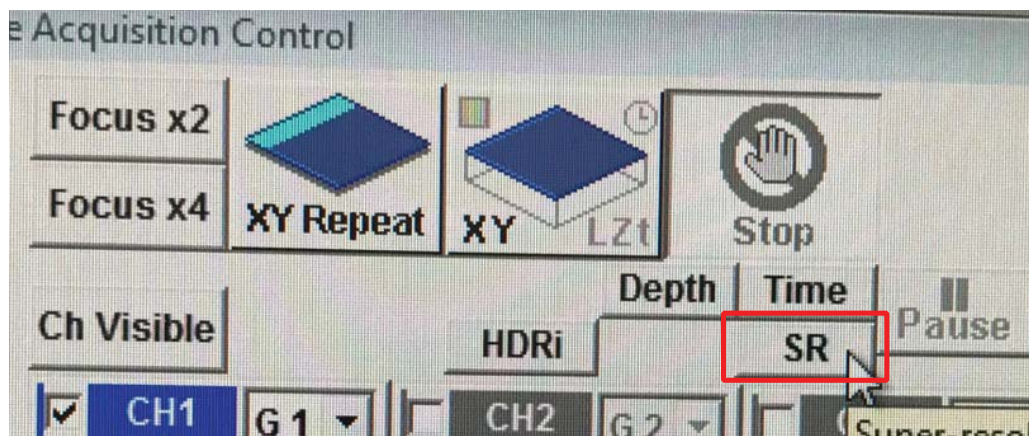 e Acquisition Control
Focus x2
Focus x4
XY Repeat
XY
LZt
Stop
Depth
Time
Pause
Ch Visible
HDRi
SR
CH1
G 1
CH2
G 2
Super-resol